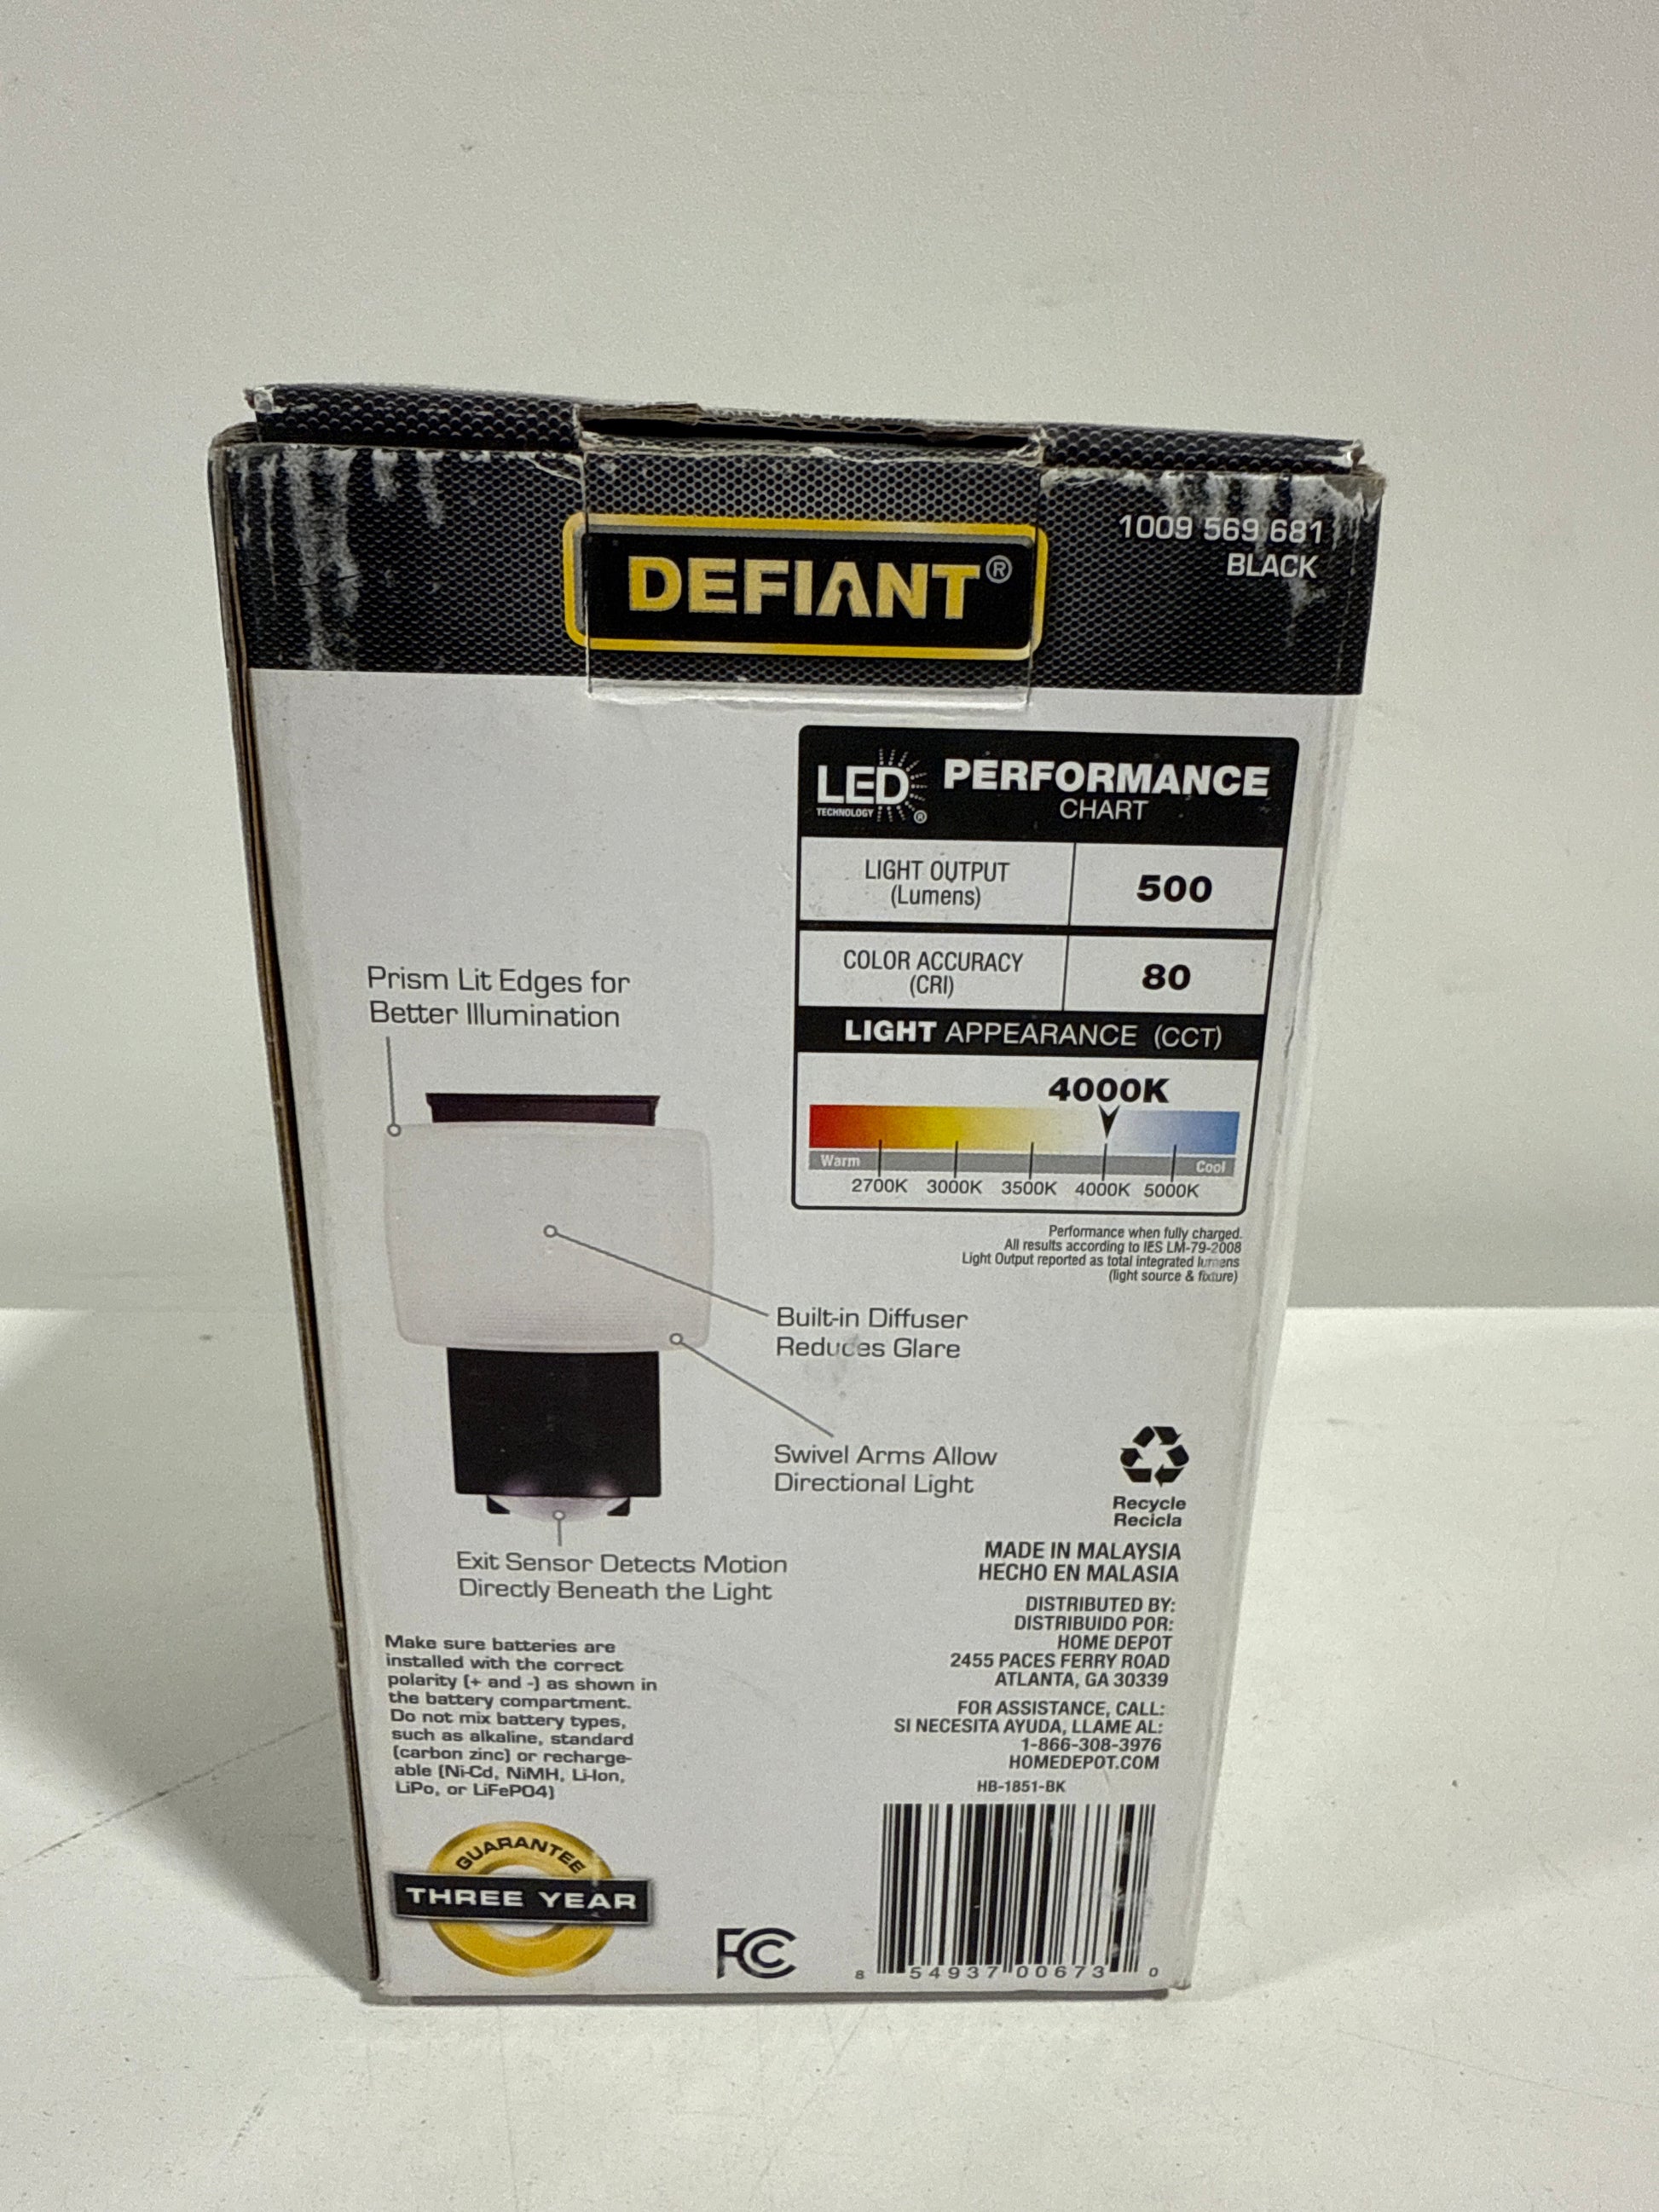 1009 569 681
BLACK
DEFIANT®
LED
TECHNOLOGY ®
PERFORMANCE
CHART
LIGHT OUTPUT
(Lumens)
500
COLOR ACCURACY
(CRI)
80
LIGHT APPEARANCE (CCT)
4000K
Warm
Cool
2700K 3000K 3500K 4000K 5000K
Performance when fully charged.
All results according to IES LM-79-2008
Light Output reported as total integrated lumens
(light source & fixture)
Prism Lit Edges for
Better Illumination
Built-in Diffuser
Reduces Glare
Swivel Arms Allow
Directional Light
Exit Sensor Detects Motion
Directly Beneath the Light
Recycle
Recicla
MADE IN MALAYSIA
HECHO EN MALASIA
DISTRIBUTED BY:
DISTRIBUIDO POR:
HOME DEPOT
2455 PACES FERRY ROAD
ATLANTA, GA 30339
FOR ASSISTANCE, CALL:
SI NECESITA AYUDA, LLAME AL:
1-866-308-3976
HOMEDEPOT.COM
HB-1851-BK
8 54937 00673 0
Make sure batteries are
installed with the correct
polarity (+ and -) as shown in
the battery compartment.
Do not mix battery types,
such as alkaline, standard
(carbon zinc) or recharge-
able (Ni-Cd, NiMH, Li-Ion,
LiPo, or LiFePO4)
GUARANTEE
THREE YEAR
FC